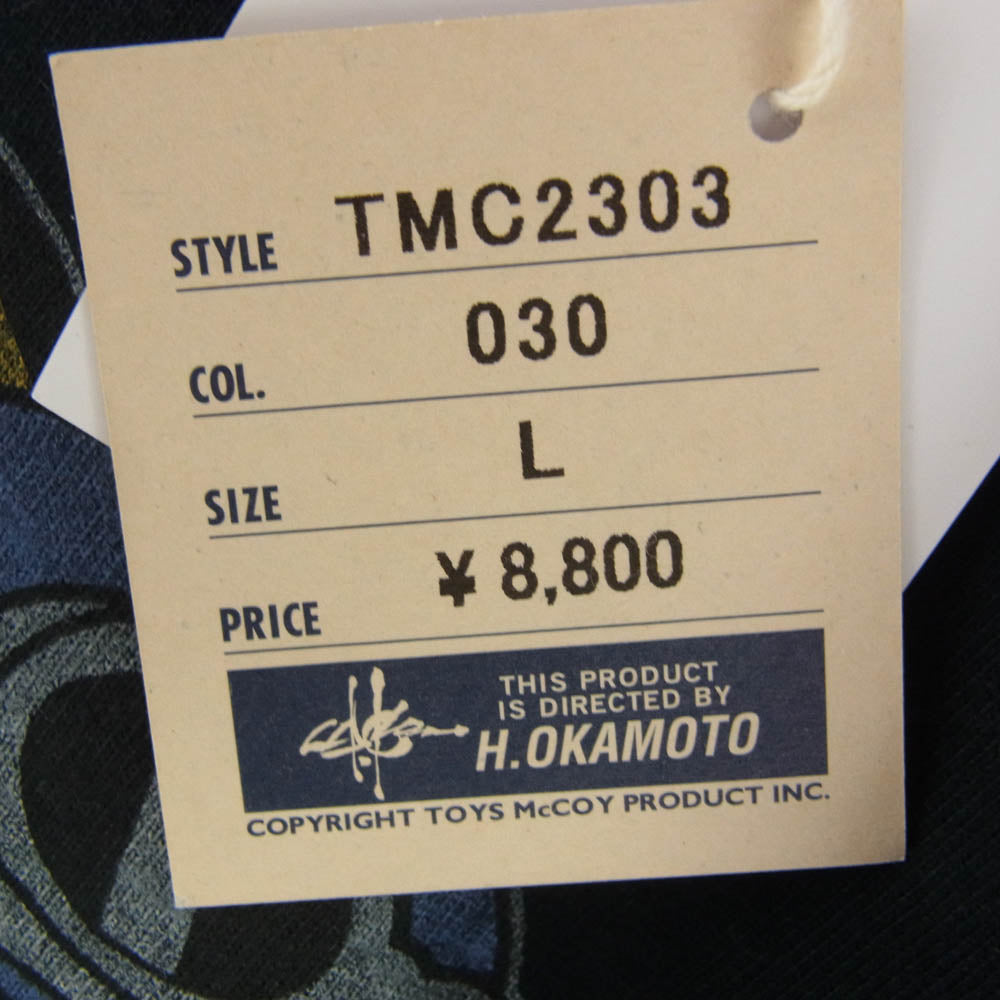 STYLE TMC2303
COL. 030
SIZE L
PRICE ¥8,800
THIS PRODUCT
IS DIRECTED BY
H.OKAMOTO
COPYRIGHT TOYS McCOY PRODUCT INC.